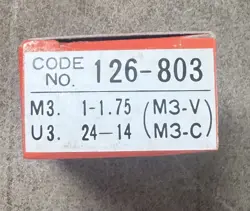 CODE NO. 126-803
M3. 1-1.75 (M3-V)
U3. 24-14 (M3-C)